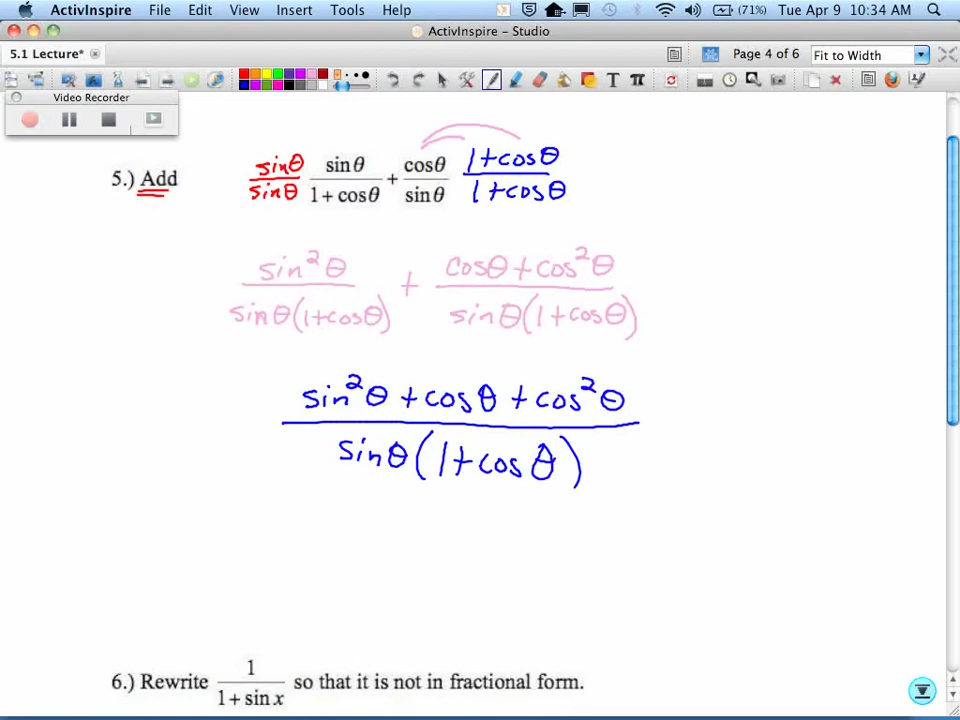 ActivInspire File Edit View Insert Tools Help (71%) Tue Apr 9 10:34 AM
ActivInspire - Studio
5.1 Lecture* Page 4 of 6 Fit to Width
Video Recorder
5.) Add sinθ/sinθ sinθ/(1 + cosθ) + cosθ/sinθ (1+cosθ)/(1+cosθ)
sin²θ/(sinθ(1+cosθ)) + (cosθ+cos²θ)/(sinθ(1+cosθ))
(sin²θ + cosθ + cos²θ)/(sinθ(1+cosθ))
6.) Rewrite 1/(1 + sin x) so that it is not in fractional form.